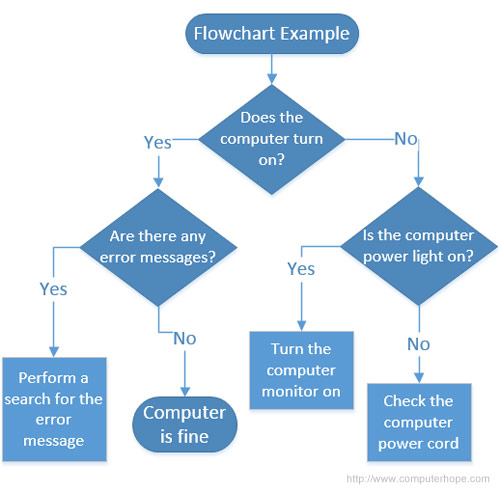 Flowchart Example
Does the
computer turn
on?
Yes
No
Are there any
error messages?
Is the computer
power light on?
Yes
Yes
No
No
Turn the
computer
monitor on
Perform a
search for the
error
message
Computer
is fine
Check the
computer
power cord
http://www.computerhope.com